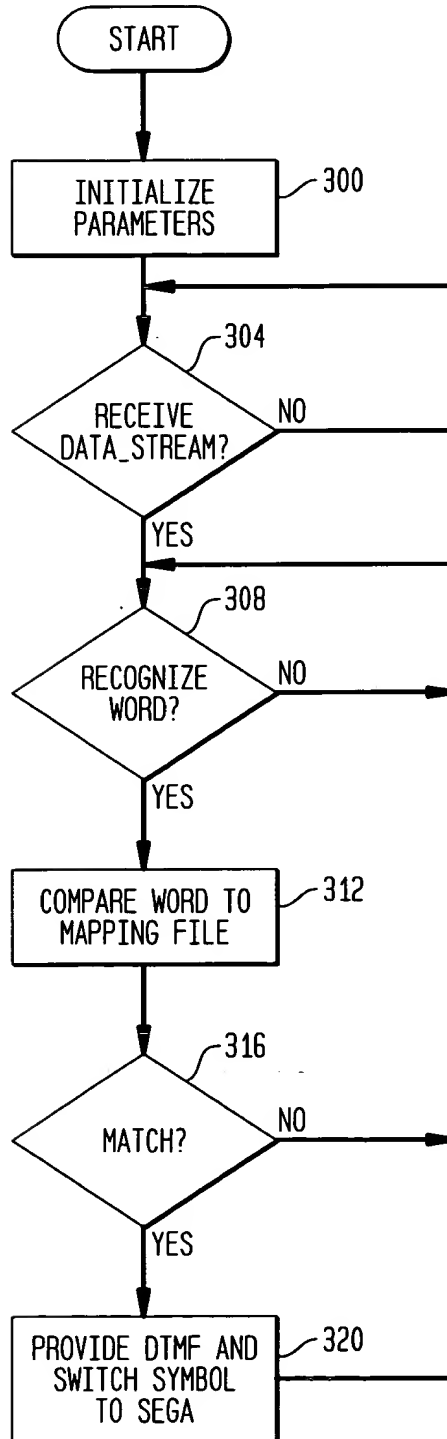 START
INITIALIZE
PARAMETERS
300
304
RECEIVE
DATA_STREAM?
NO
YES
308
RECOGNIZE
WORD?
NO
YES
COMPARE WORD TO
MAPPING FILE
312
316
MATCH?
NO
YES
PROVIDE DTMF AND
SWITCH SYMBOL
TO SEGA
320